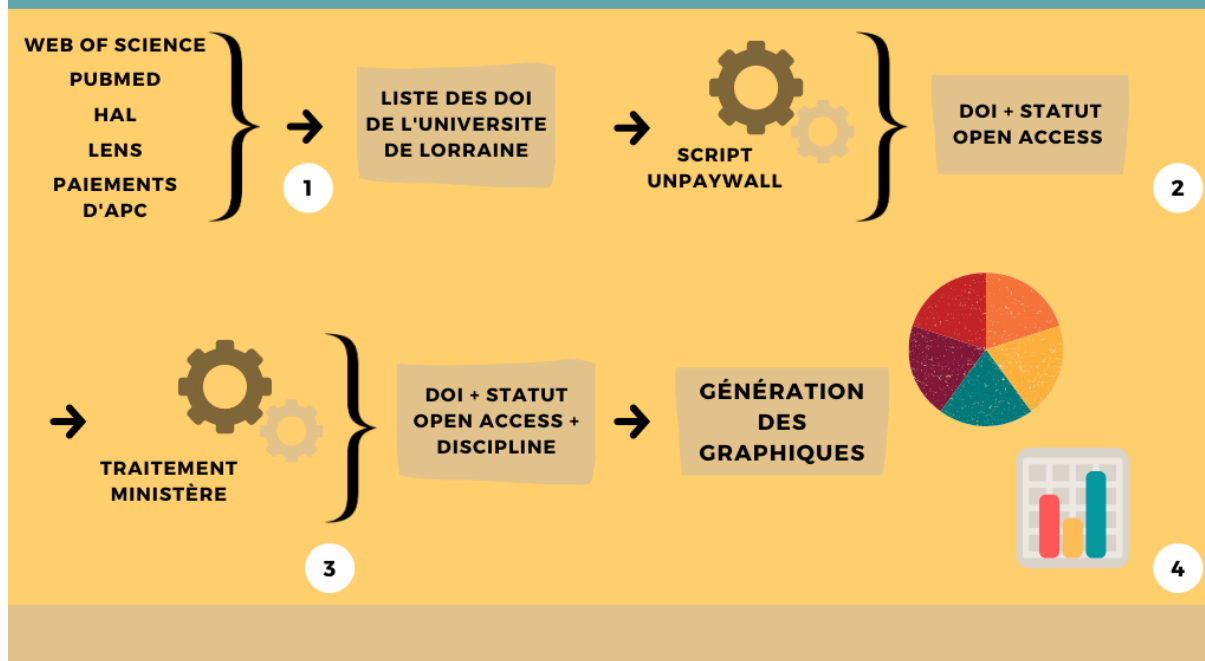 WEB OF SCIENCE
PUBMED
HAL
LENS
PAIEMENTS
D'APC
1
LISTE DES DOI
DE L'UNIVERSITE
DE LORRAINE
SCRIPT
UNPAYWALL
DOI + STATUT
OPEN ACCESS
2
TRAITEMENT
MINISTÈRE
3
DOI + STATUT
OPEN ACCESS +
DISCIPLINE
GÉNÉRATION
DES
GRAPHIQUES
4